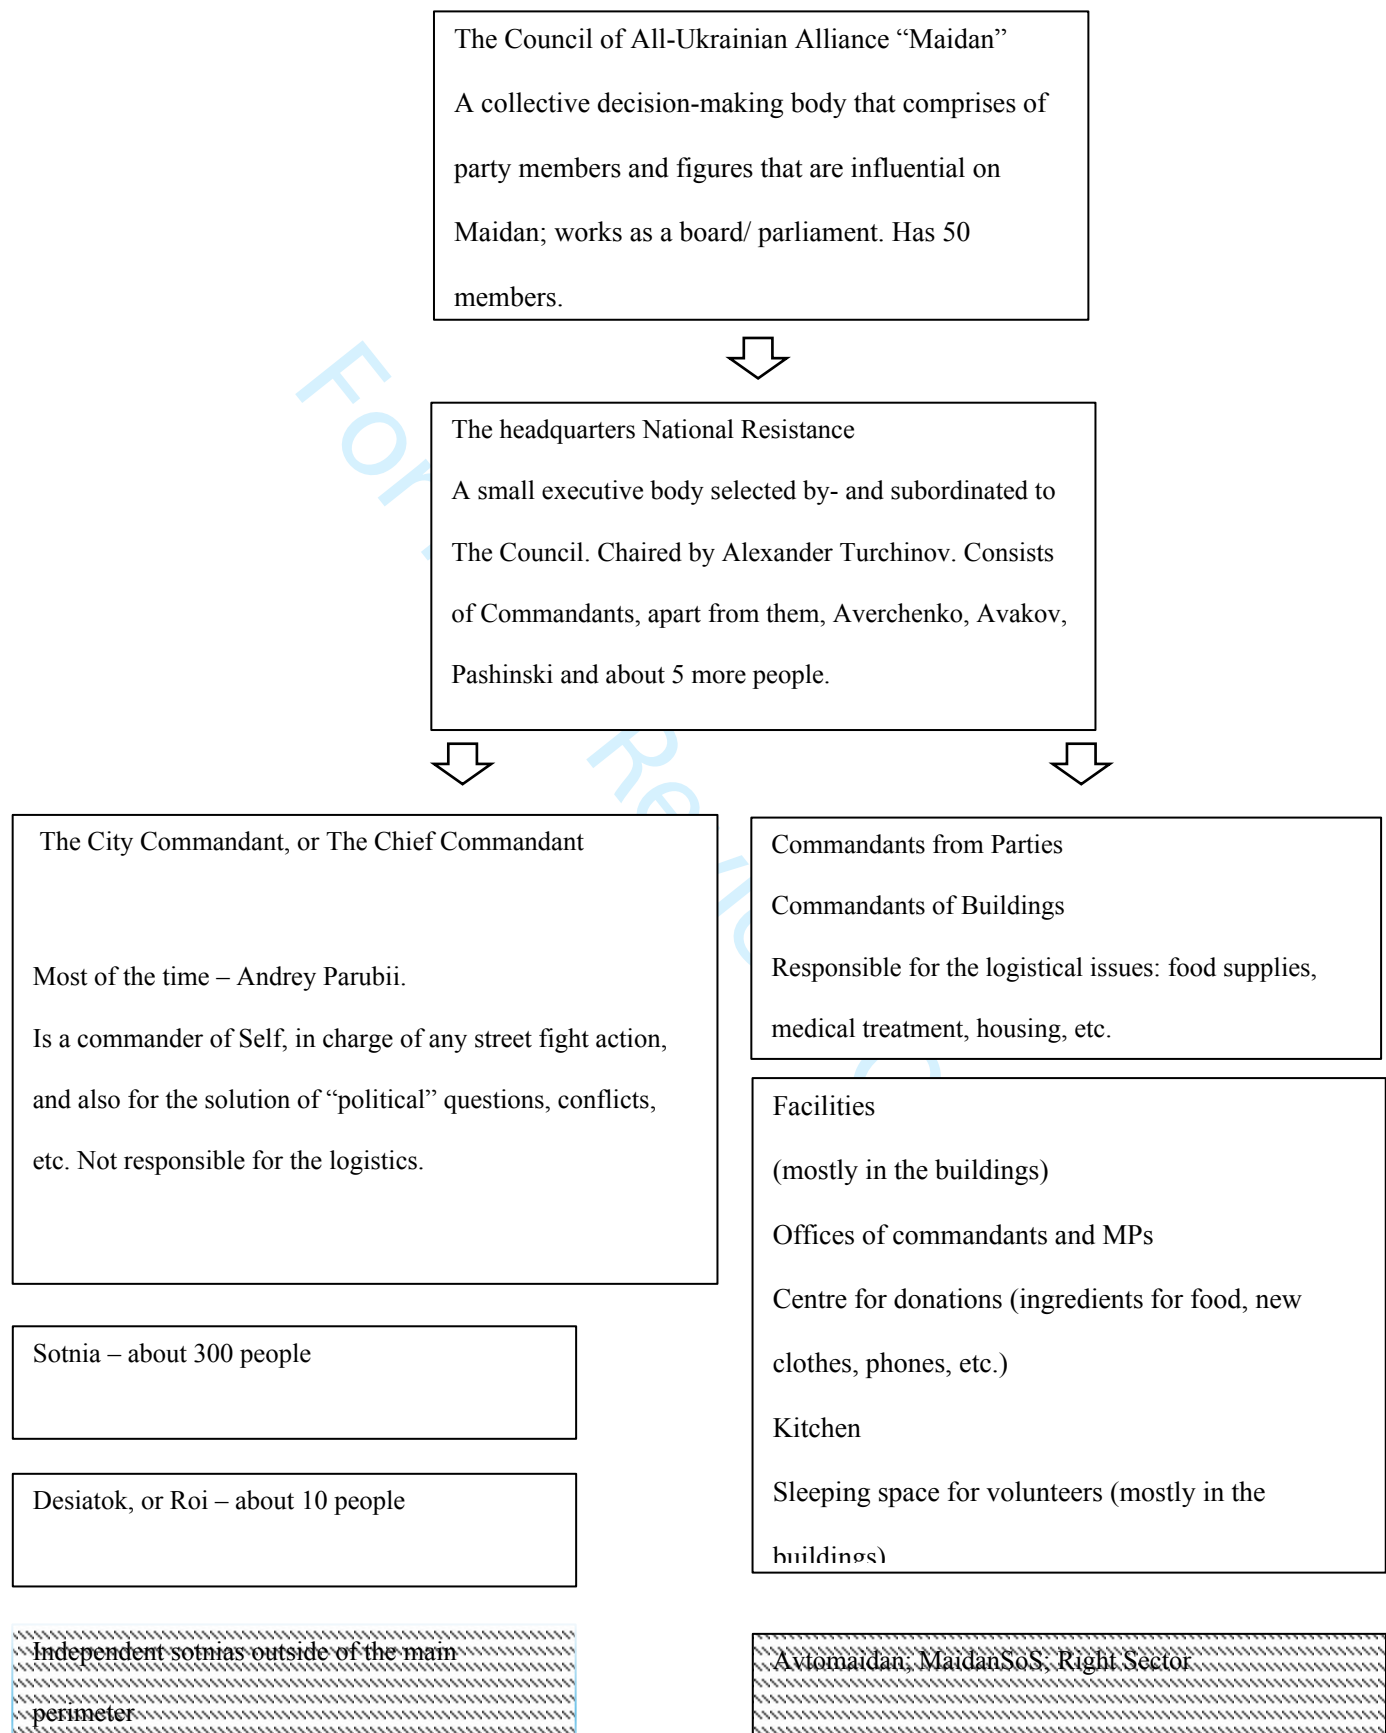 The Council of All-Ukrainian Alliance “Maidan”
A collective decision-making body that comprises of
party members and figures that are influential on
Maidan; works as a board/ parliament. Has 50
members.
The headquarters National Resistance
A small executive body selected by- and subordinated to
The Council. Chaired by Alexander Turchinov. Consists
of Commandants, apart from them, Averchenko, Avakov,
Pashinski and about 5 more people.
The City Commandant, or The Chief Commandant
Most of the time – Andrey Parubii.
Is a commander of Self, in charge of any street fight action,
and also for the solution of “political” questions, conflicts,
etc. Not responsible for the logistics.
Commandants from Parties
Commandants of Buildings
Responsible for the logistical issues: food supplies,
medical treatment, housing, etc.
Facilities
(mostly in the buildings)
Offices of commandants and MPs
Centre for donations (ingredients for food, new
clothes, phones, etc.)
Kitchen
Sleeping space for volunteers (mostly in the
buildings)
Sotnia – about 300 people
Desiatok, or Roi – about 10 people
Independent sotnias outside of the main
perimeter
Avtomaidan; MaidanSoS; Right Sector